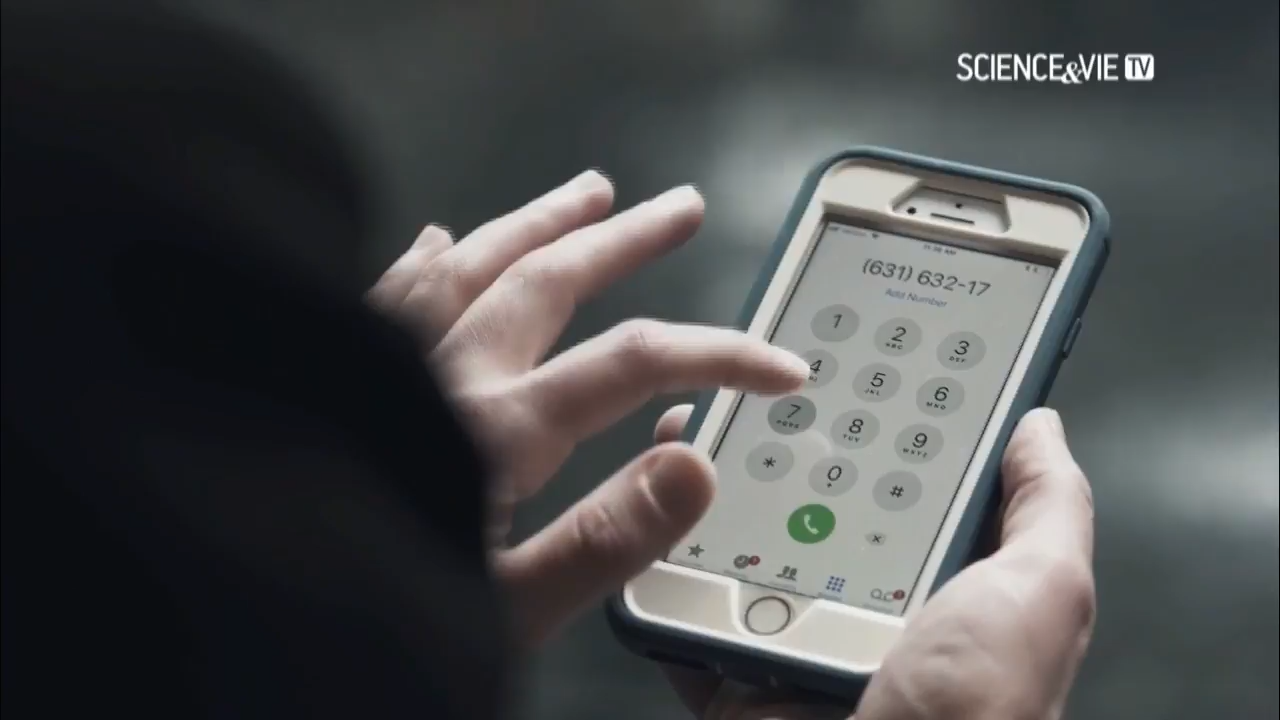 SCIENCE&VIE TV
(631) 632-17
Add Number
1
2
ABC
3
DEF
4
5
JKL
6
MNO
7
PQRS
8
TUV
9
WXYZ
*
0
+
#